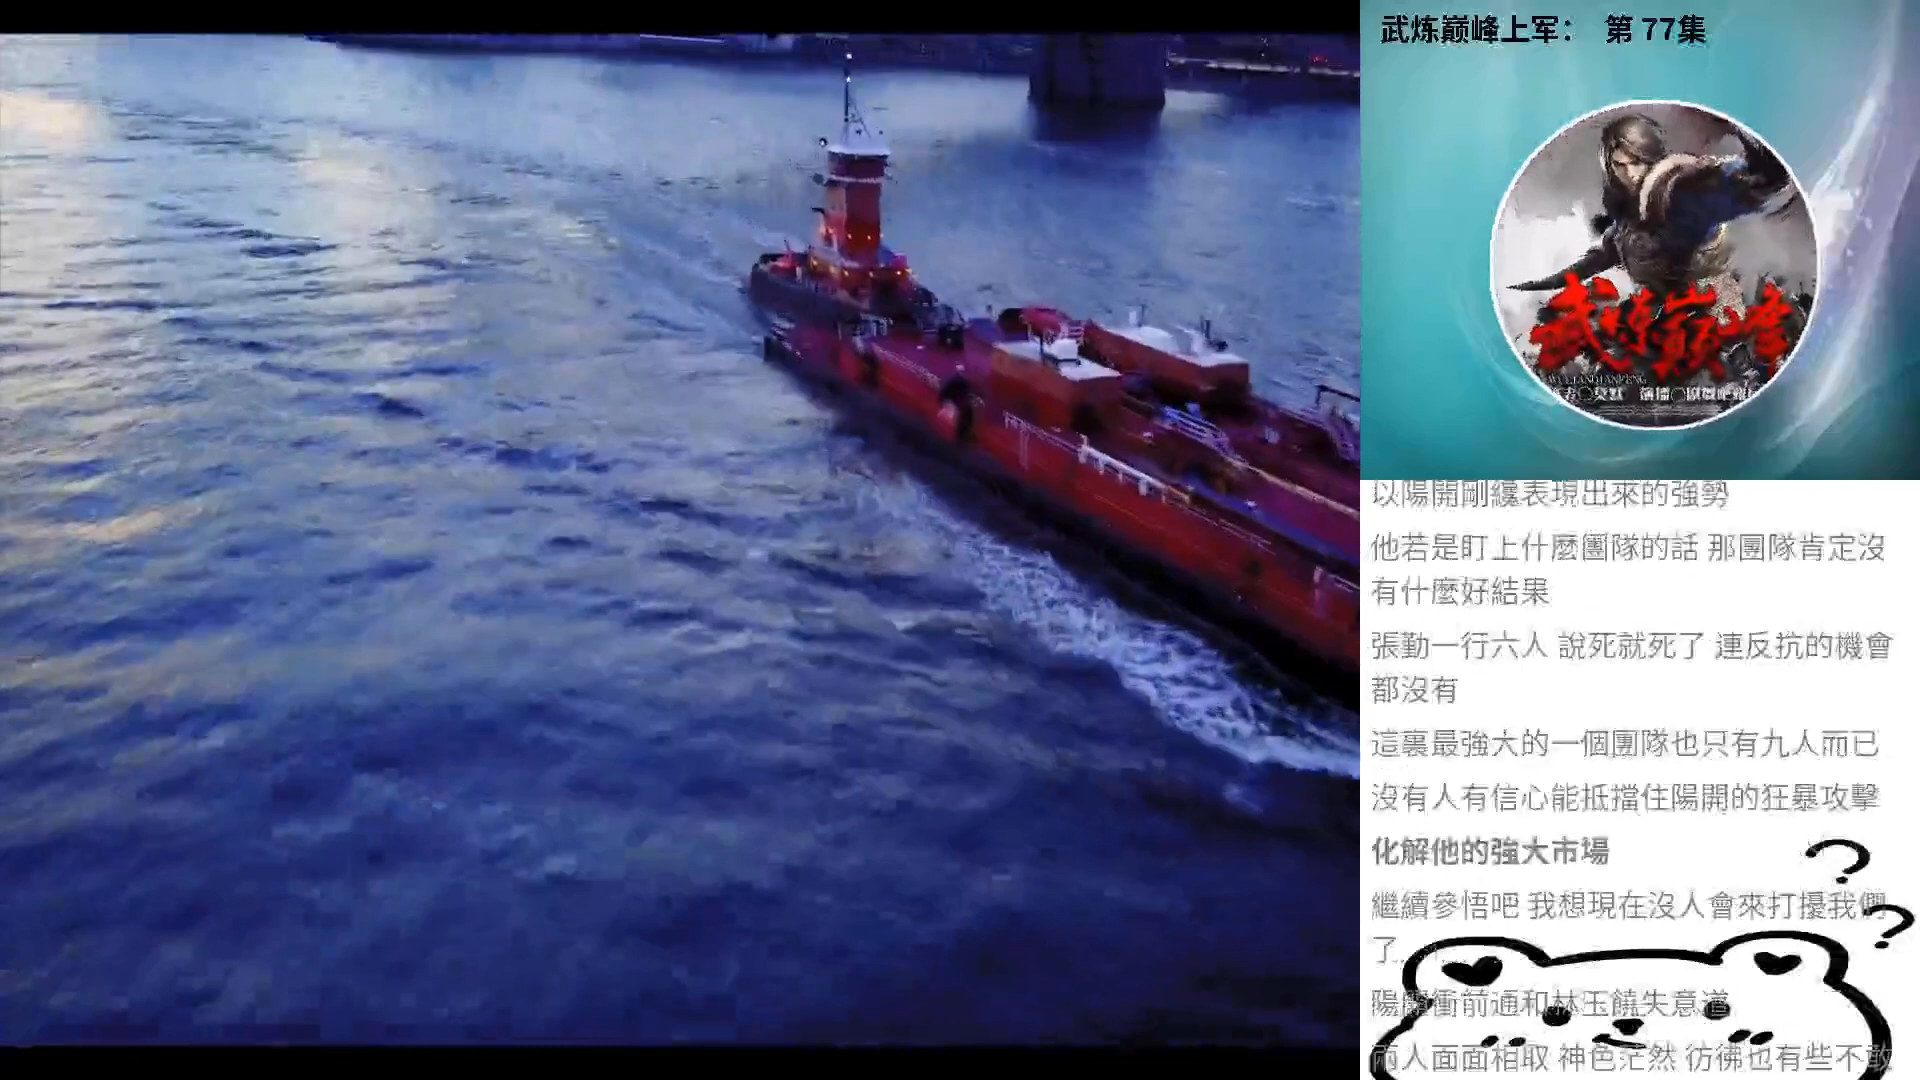 武炼巅峰上军： 第 77集
武炼巅峰
WU LIAN DIAN FENG
以陽開剛纔表現出來的強勢
他若是盯上什麼團隊的話 那團隊肯定沒
有什麼好結果
張勤一行六人 說死就死了 連反抗的機會
都沒有
這裏最強大的一個團隊也只有九人而已
沒有人有信心能抵擋住陽開的狂暴攻擊
化解他的強大市場
繼續參悟吧 我想現在沒人會來打擾我們
了
陽關衝前通和林玉饒失意道
兩人面面相取 神色茫然 彷彿也有些不敢